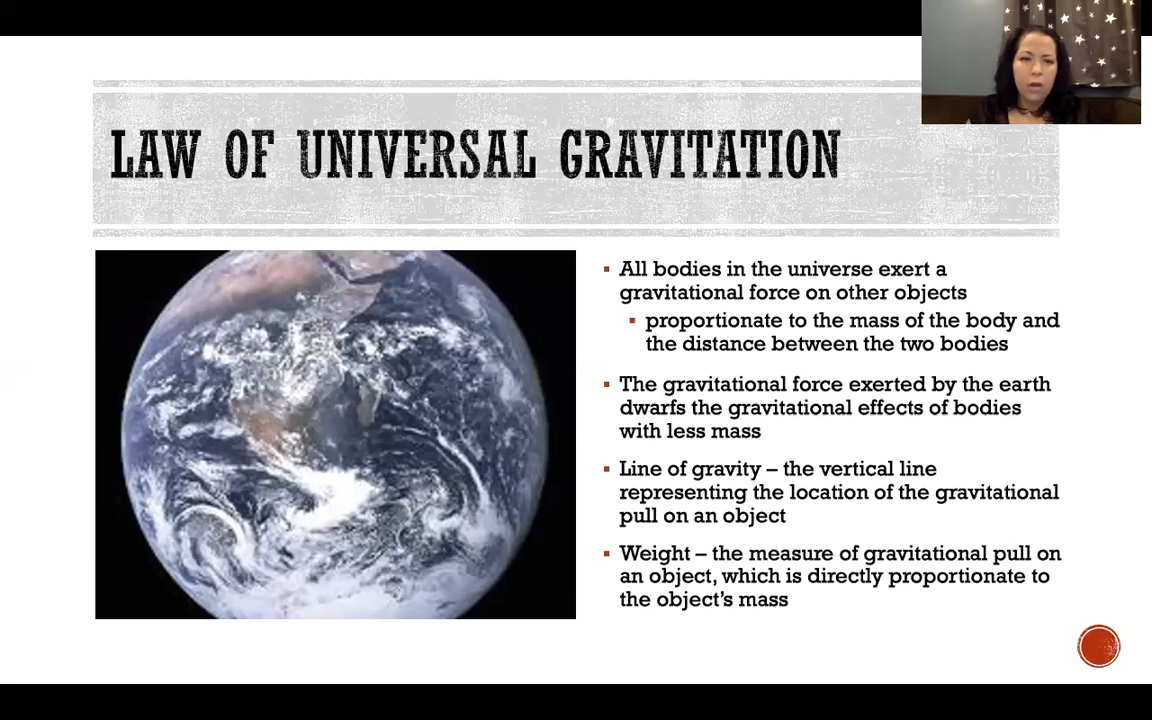 LAW OF UNIVERSAL GRAVITATION
All bodies in the universe exert a
gravitational force on other objects
proportionate to the mass of the body and
the distance between the two bodies
The gravitational force exerted by the earth
dwarfs the gravitational effects of bodies
with less mass
Line of gravity – the vertical line
representing the location of the gravitational
pull on an object
Weight – the measure of gravitational pull on
an object, which is directly proportionate to
the object's mass